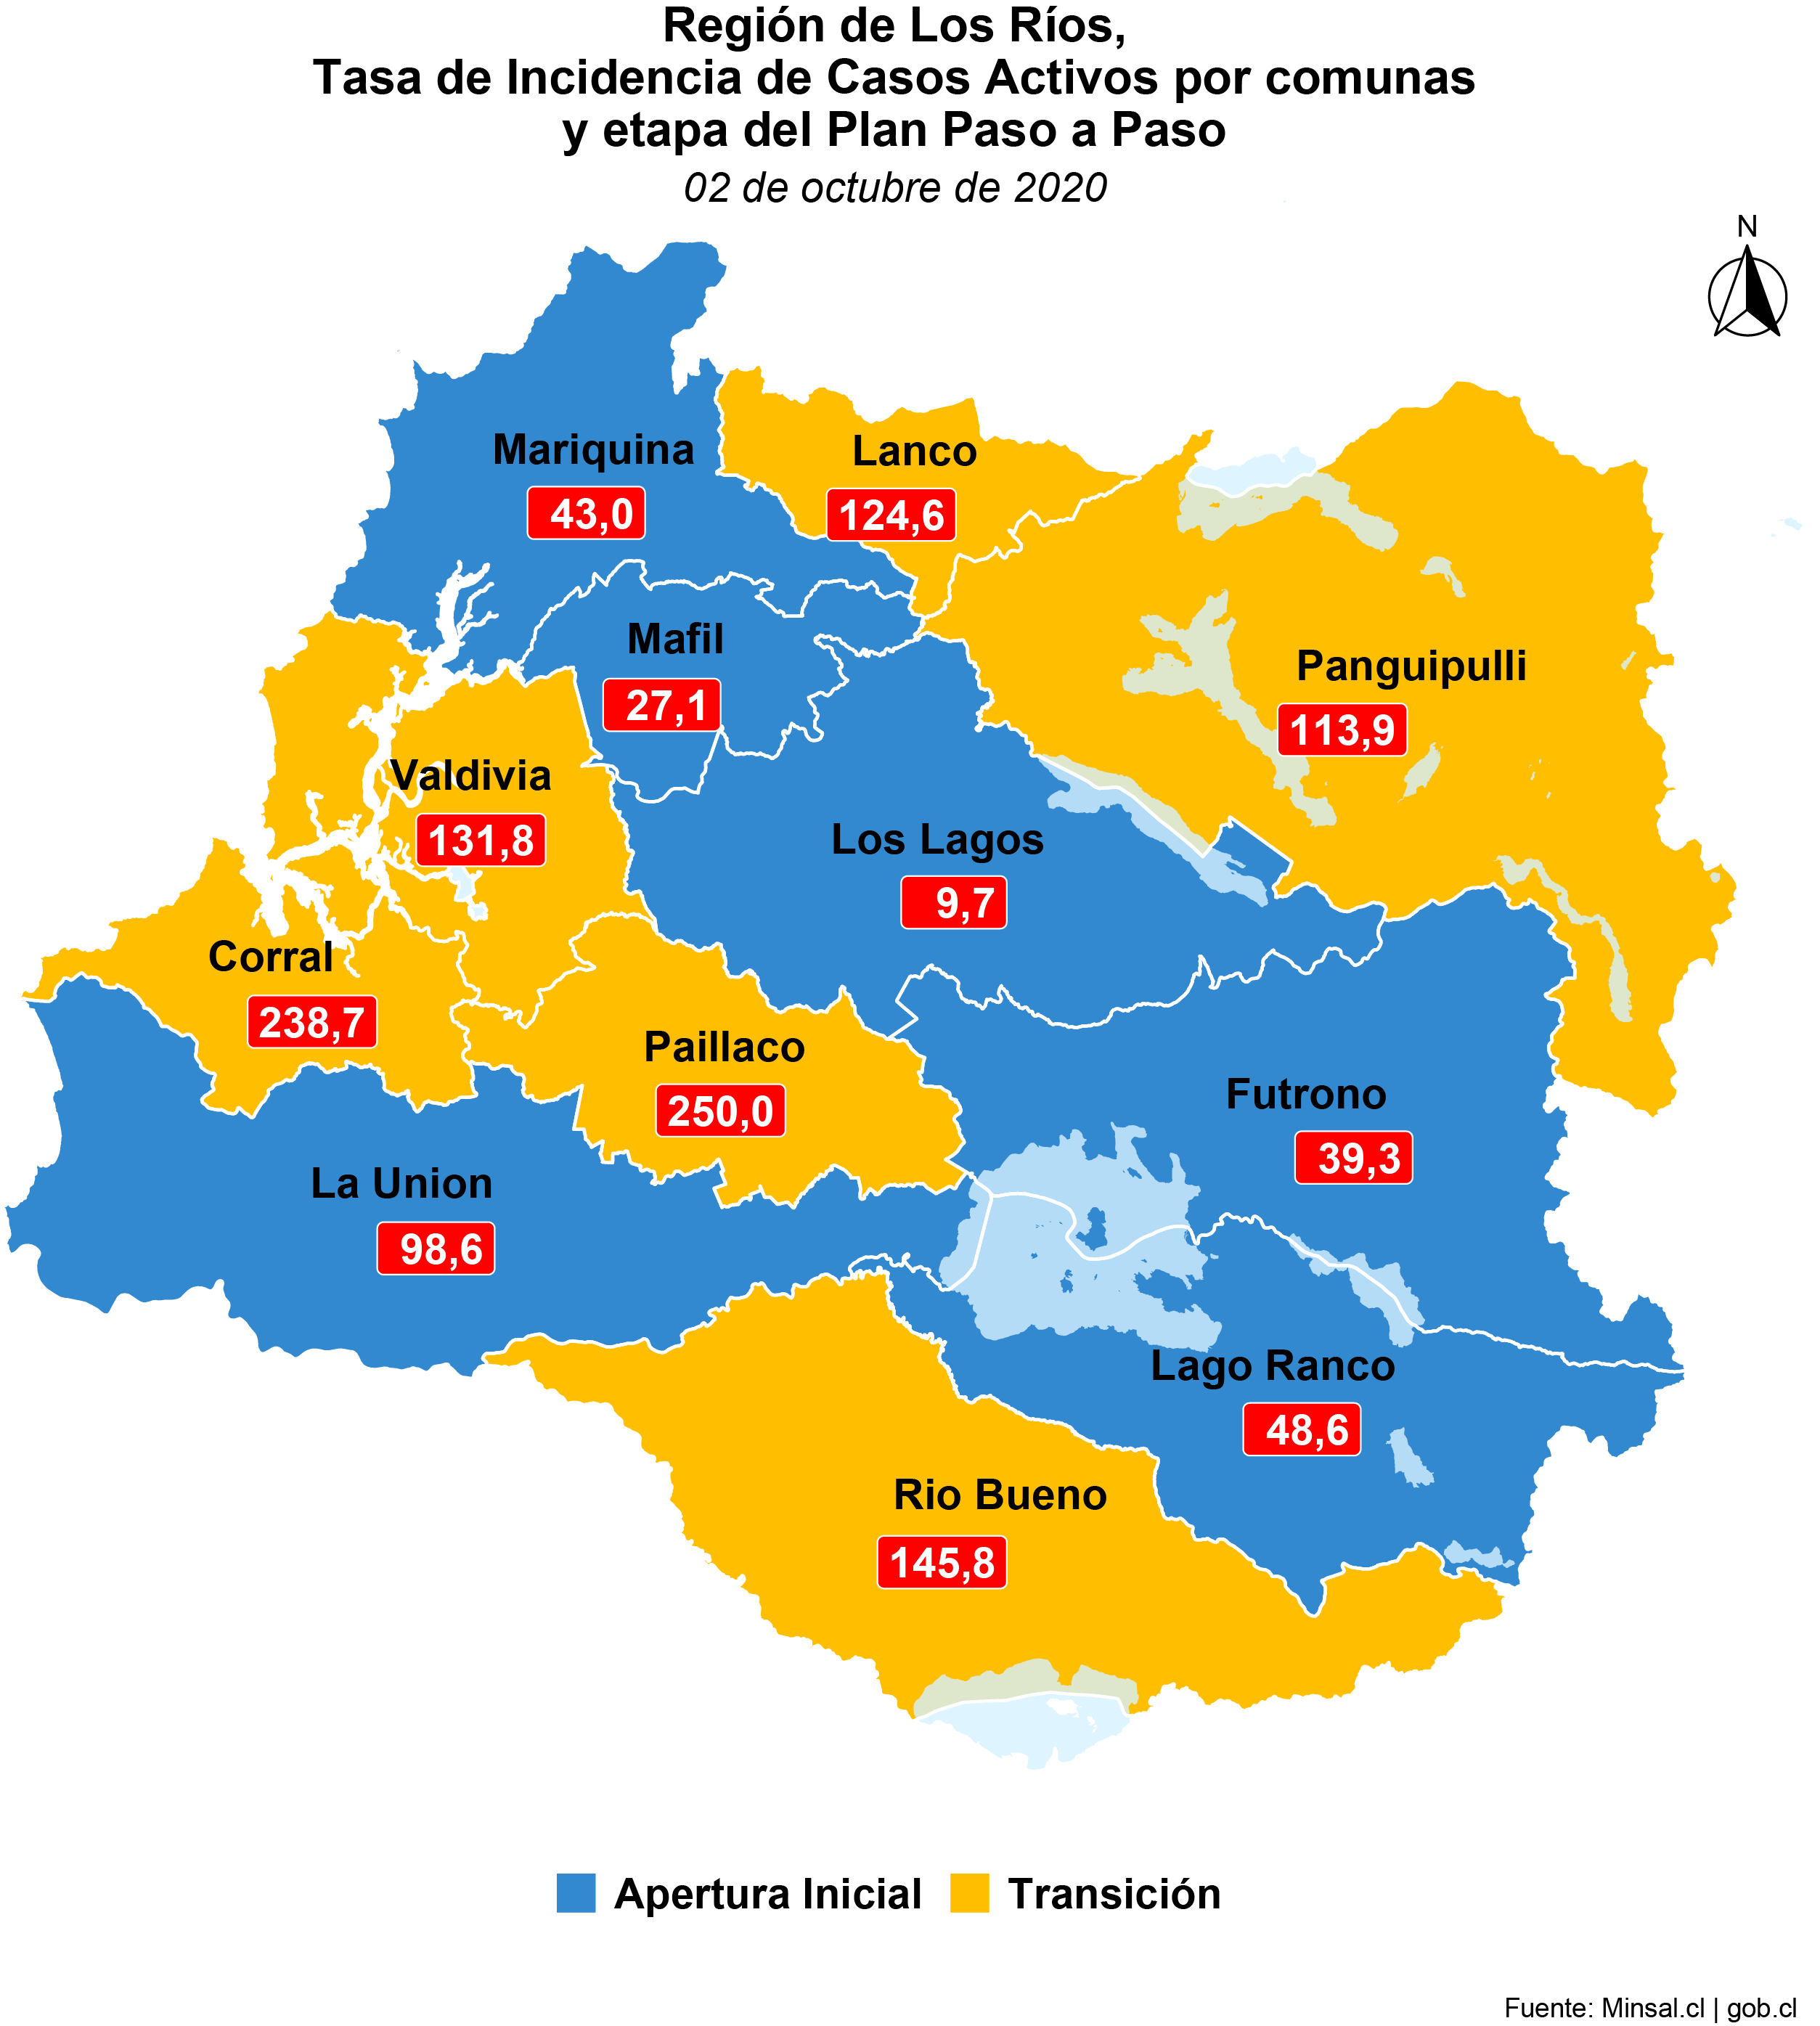 Región de Los Ríos,
Tasa de Incidencia de Casos Activos por comunas
y etapa del Plan Paso a Paso
02 de octubre de 2020
N
Mariquina
43,0
Lanco
124,6
Mafil
27,1
Panguipulli
113,9
Valdivia
131,8
Los Lagos
9,7
Corral
238,7
Paillaco
250,0
Futrono
39,3
La Union
98,6
Lago Ranco
48,6
Rio Bueno
145,8
Apertura Inicial
Transición
Fuente: Minsal.cl | gob.cl